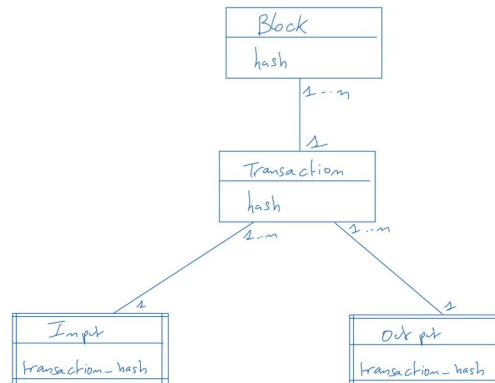 Block
hash
1...n
1
Transaction
hash
1...n
1...n
1
1
Input
Output
transaction_hash
transaction_hash